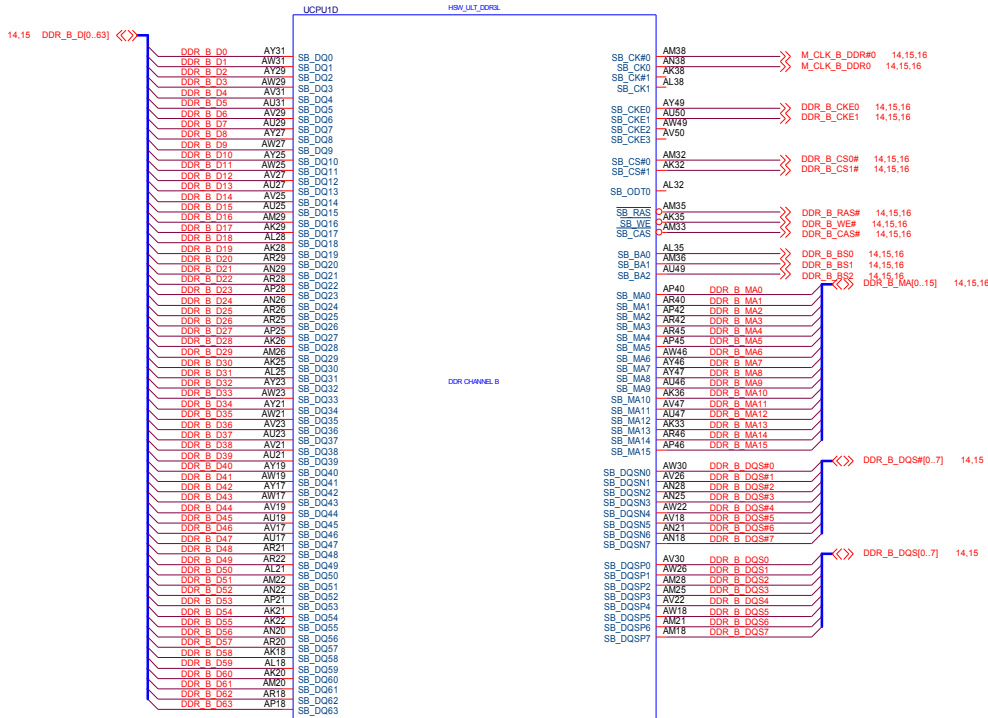 UCPU1D HSW_ULT_DDR3L
14,15 DDR_B_D[0..63]
DDR_B_D0 AY31 SB_DQ0
DDR_B_D1 AW31 SB_DQ1
DDR_B_D2 AY29 SB_DQ2
DDR_B_D3 AW29 SB_DQ3
DDR_B_D4 AV31 SB_DQ4
DDR_B_D5 AU31 SB_DQ5
DDR_B_D6 AV29 SB_DQ6
DDR_B_D7 AU29 SB_DQ7
DDR_B_D8 AY27 SB_DQ8
DDR_B_D9 AW27 SB_DQ9
DDR_B_D10 AY25 SB_DQ10
DDR_B_D11 AW25 SB_DQ11
DDR_B_D12 AV27 SB_DQ12
DDR_B_D13 AU27 SB_DQ13
DDR_B_D14 AV25 SB_DQ14
DDR_B_D15 AU25 SB_DQ15
DDR_B_D16 AM29 SB_DQ16
DDR_B_D17 AK29 SB_DQ17
DDR_B_D18 AL28 SB_DQ18
DDR_B_D19 AK28 SB_DQ19
DDR_B_D20 AR29 SB_DQ20
DDR_B_D21 AN29 SB_DQ21
DDR_B_D22 AR28 SB_DQ22
DDR_B_D23 AP28 SB_DQ23
DDR_B_D24 AN26 SB_DQ24
DDR_B_D25 AR26 SB_DQ25
DDR_B_D26 AR25 SB_DQ26
DDR_B_D27 AP25 SB_DQ27
DDR_B_D28 AK26 SB_DQ28
DDR_B_D29 AM26 SB_DQ29
DDR_B_D30 AK25 SB_DQ30
DDR_B_D31 AL25 SB_DQ31
DDR_B_D32 AY23 SB_DQ32
DDR_B_D33 AW23 SB_DQ33
DDR_B_D34 AY21 SB_DQ34
DDR_B_D35 AW21 SB_DQ35
DDR_B_D36 AV23 SB_DQ36
DDR_B_D37 AU23 SB_DQ37
DDR_B_D38 AV21 SB_DQ38
DDR_B_D39 AU21 SB_DQ39
DDR_B_D40 AY19 SB_DQ40
DDR_B_D41 AW19 SB_DQ41
DDR_B_D42 AY17 SB_DQ42
DDR_B_D43 AW17 SB_DQ43
DDR_B_D44 AV19 SB_DQ44
DDR_B_D45 AU19 SB_DQ45
DDR_B_D46 AV17 SB_DQ46
DDR_B_D47 AU17 SB_DQ47
DDR_B_D48 AR21 SB_DQ48
DDR_B_D49 AR22 SB_DQ49
DDR_B_D50 AL21 SB_DQ50
DDR_B_D51 AM22 SB_DQ51
DDR_B_D52 AN22 SB_DQ52
DDR_B_D53 AP21 SB_DQ53
DDR_B_D54 AK21 SB_DQ54
DDR_B_D55 AK22 SB_DQ55
DDR_B_D56 AN20 SB_DQ56
DDR_B_D57 AR20 SB_DQ57
DDR_B_D58 AK18 SB_DQ58
DDR_B_D59 AL18 SB_DQ59
DDR_B_D60 AK20 SB_DQ60
DDR_B_D61 AM20 SB_DQ61
DDR_B_D62 AR18 SB_DQ62
DDR_B_D63 AP18 SB_DQ63
DDR CHANNEL B
SB_CK#0 AM38 M_CLK_B_DDR#0 14,15,16
SB_CK0 AN38 M_CLK_B_DDR0 14,15,16
SB_CK#1 AK38
SB_CK1 AL38
SB_CKE0 AY49 DDR_B_CKE0 14,15,16
SB_CKE1 AU50 DDR_B_CKE1 14,15,16
SB_CKE2 AW49
SB_CKE3 AV50
SB_CS#0 AM32 DDR_B_CS0# 14,15,16
SB_CS#1 AK32 DDR_B_CS1# 14,15,16
SB_ODT0 AL32
SB_RAS AM35 DDR_B_RAS# 14,15,16
SB_WE AK35 DDR_B_WE# 14,15,16
SB_CAS AM33 DDR_B_CAS# 14,15,16
SB_BA0 AL35 DDR_B_BS0 14,15,16
SB_BA1 AM36 DDR_B_BS1 14,15,16
SB_BA2 AU49 DDR_B_BS2 14,15,16
DDR_B_MA[0..15] 14,15,16
SB_MA0 AP40 DDR_B_MA0
SB_MA1 AR40 DDR_B_MA1
SB_MA2 AP42 DDR_B_MA2
SB_MA3 AR42 DDR_B_MA3
SB_MA4 AR45 DDR_B_MA4
SB_MA5 AP45 DDR_B_MA5
SB_MA6 AW46 DDR_B_MA6
SB_MA7 AY46 DDR_B_MA7
SB_MA8 AY47 DDR_B_MA8
SB_MA9 AU46 DDR_B_MA9
SB_MA10 AK36 DDR_B_MA10
SB_MA11 AV47 DDR_B_MA11
SB_MA12 AU47 DDR_B_MA12
SB_MA13 AK33 DDR_B_MA13
SB_MA14 AR46 DDR_B_MA14
SB_MA15 AP46 DDR_B_MA15
DDR_B_DQS#[0..7] 14,15
SB_DQSN0 AW30 DDR_B_DQS#0
SB_DQSN1 AV26 DDR_B_DQS#1
SB_DQSN2 AN28 DDR_B_DQS#2
SB_DQSN3 AN25 DDR_B_DQS#3
SB_DQSN4 AW22 DDR_B_DQS#4
SB_DQSN5 AV18 DDR_B_DQS#5
SB_DQSN6 AN21 DDR_B_DQS#6
SB_DQSN7 AN18 DDR_B_DQS#7
DDR_B_DQS[0..7] 14,15
SB_DQSP0 AV30 DDR_B_DQS0
SB_DQSP1 AW26 DDR_B_DQS1
SB_DQSP2 AM28 DDR_B_DQS2
SB_DQSP3 AM25 DDR_B_DQS3
SB_DQSP4 AV22 DDR_B_DQS4
SB_DQSP5 AW18 DDR_B_DQS5
SB_DQSP6 AM21 DDR_B_DQS6
SB_DQSP7 AM18 DDR_B_DQS7